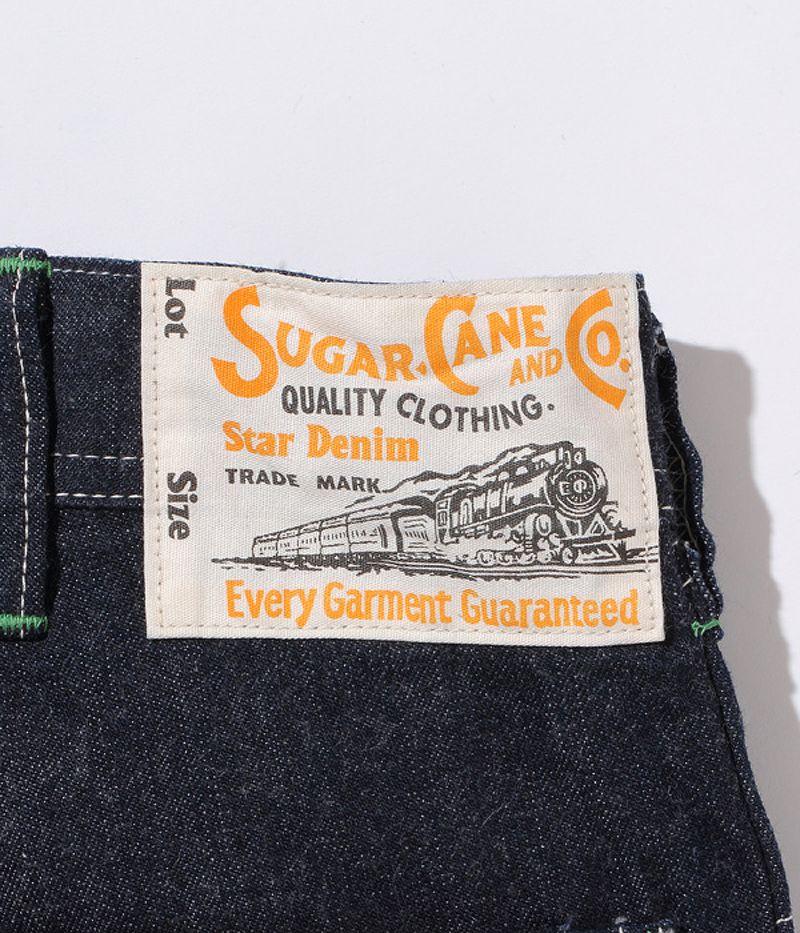 Lot
Size
SUGAR CANE AND CO.
QUALITY CLOTHING.
Star Denim
TRADE MARK
Every Garment Guaranteed